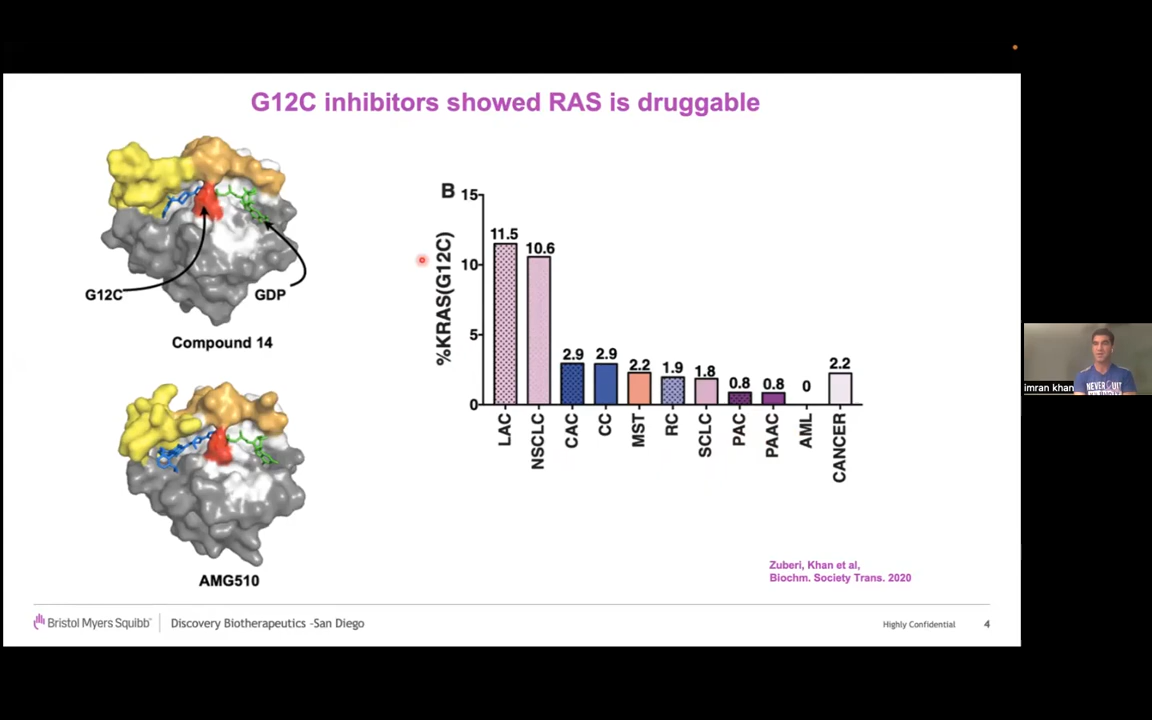 G12C inhibitors showed RAS is druggable
G12C
GDP
Compound 14
AMG510
B
%KRAS(G12C)
15
10
5
0
11.5
10.6
2.9
2.9
2.2
1.9
1.8
0.8
0.8
0
2.2
LAC
NSCLC
CAC
CC
MST
RC
SCLC
PAC
PAAC
AML
CANCER
Zuberi, Khan et al,
Biochm. Society Trans. 2020
Bristol Myers Squibb
Discovery Biotherapeutics -San Diego
Highly Confidential
4
imran khan
NEVER QUIT